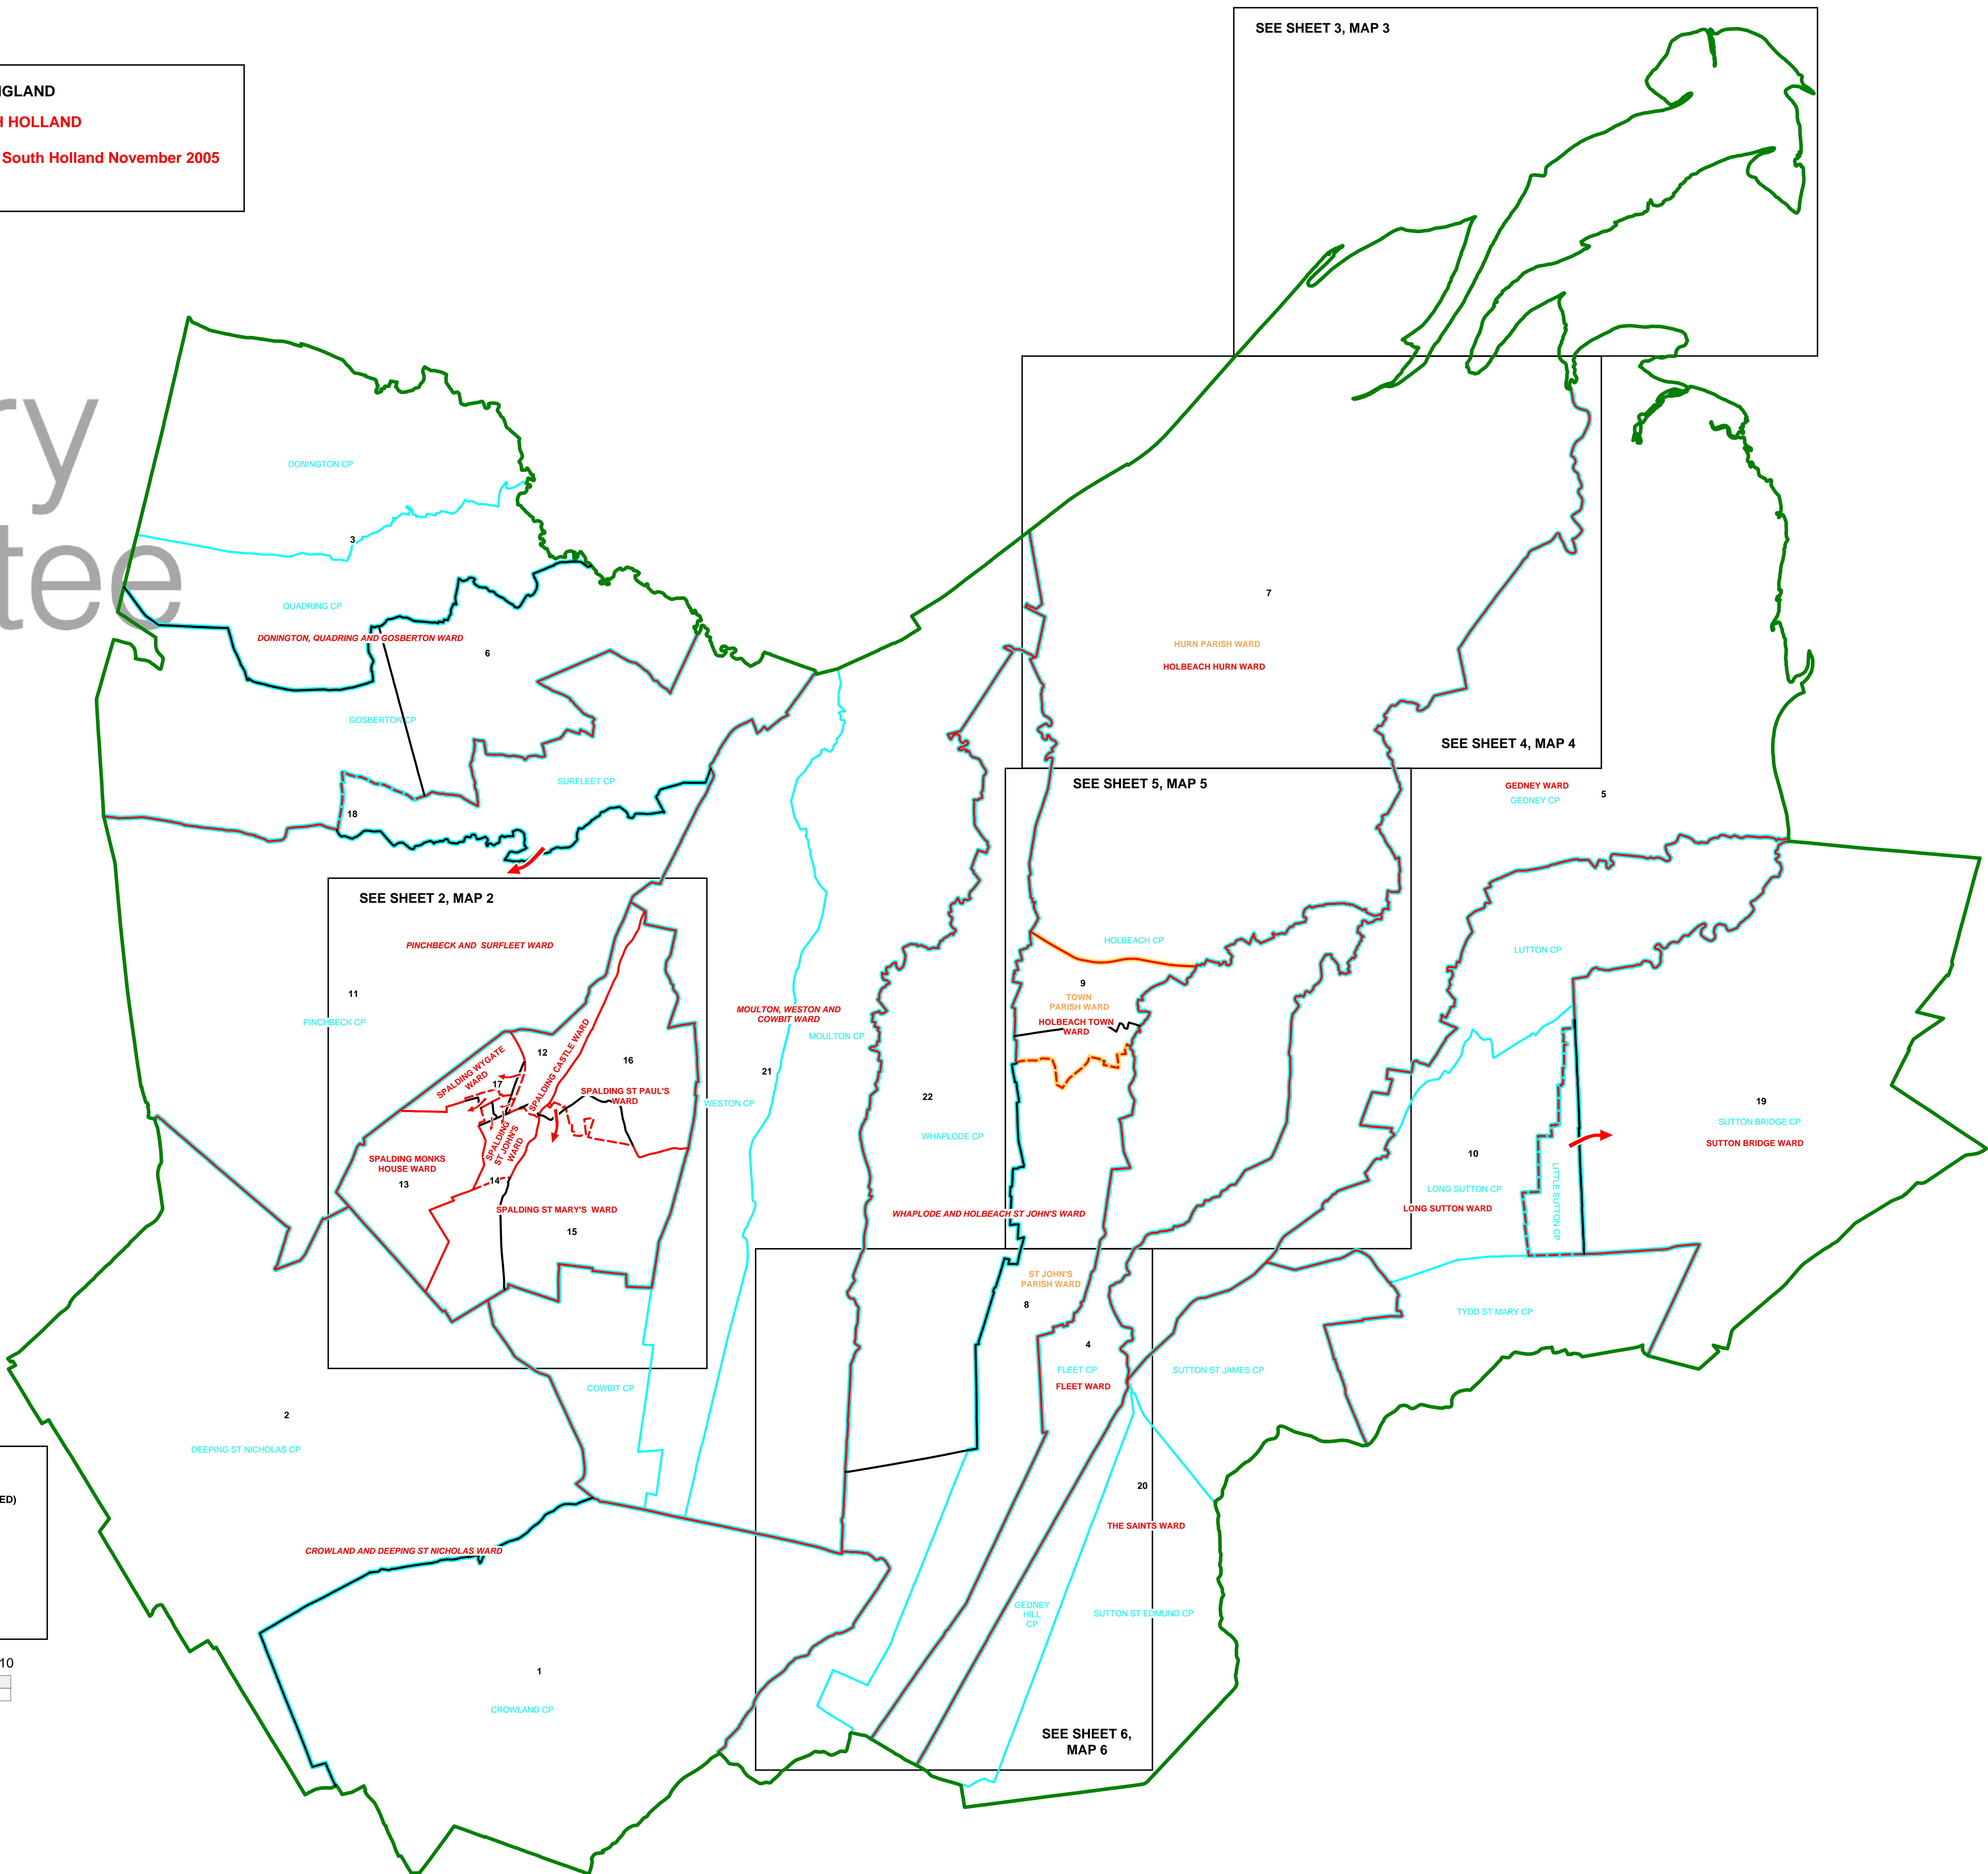 SEE SHEET 3, MAP 3
NGLAND
H HOLLAND
South Holland November 2005
ry
tee
DONINGTON CP
3
QUADRING CP
DONINGTON, QUADRING AND GOSBERTON WARD
6
GOSBERTON CP
SURFLEET CP
18
7
HURN PARISH WARD
HOLBEACH HURN WARD
SEE SHEET 4, MAP 4
SEE SHEET 5, MAP 5
GEDNEY WARD
GEDNEY CP
5
SEE SHEET 2, MAP 2
PINCHBECK AND SURFLEET WARD
11
PINCHBECK CP
HOLBEACH CP
9
TOWN
PARISH WARD
HOLBEACH TOWN
WARD
LUTTON CP
MOULTON, WESTON AND
COWBIT WARD
MOULTON CP
21
WESTON CP
12
SPALDING WYGATE
WARD
17
SPALDING CASTLE WARD
16
SPALDING ST PAUL'S
WARD
SPALDING
ST JOHN'S
WARD
SPALDING MONKS
HOUSE WARD
13
14
SPALDING ST MARY'S WARD
15
22
WHAPLODE CP
WHAPLODE AND HOLBEACH ST JOHN'S WARD
19
SUTTON BRIDGE CP
SUTTON BRIDGE WARD
10
LONG SUTTON CP
LONG SUTTON WARD
LITTLE SUTTON CP
ST JOHN'S
PARISH WARD
8
4
FLEET CP
FLEET WARD
SUTTON ST JAMES CP
TYDD ST MARY CP
COWBIT CP
2
DEEPING ST NICHOLAS CP
ED)
20
THE SAINTS WARD
CROWLAND AND DEEPING ST NICHOLAS WARD
GEDNEY
HILL
CP
SUTTON ST EDMUND CP
10
1
CROWLAND CP
SEE SHEET 6,
MAP 6